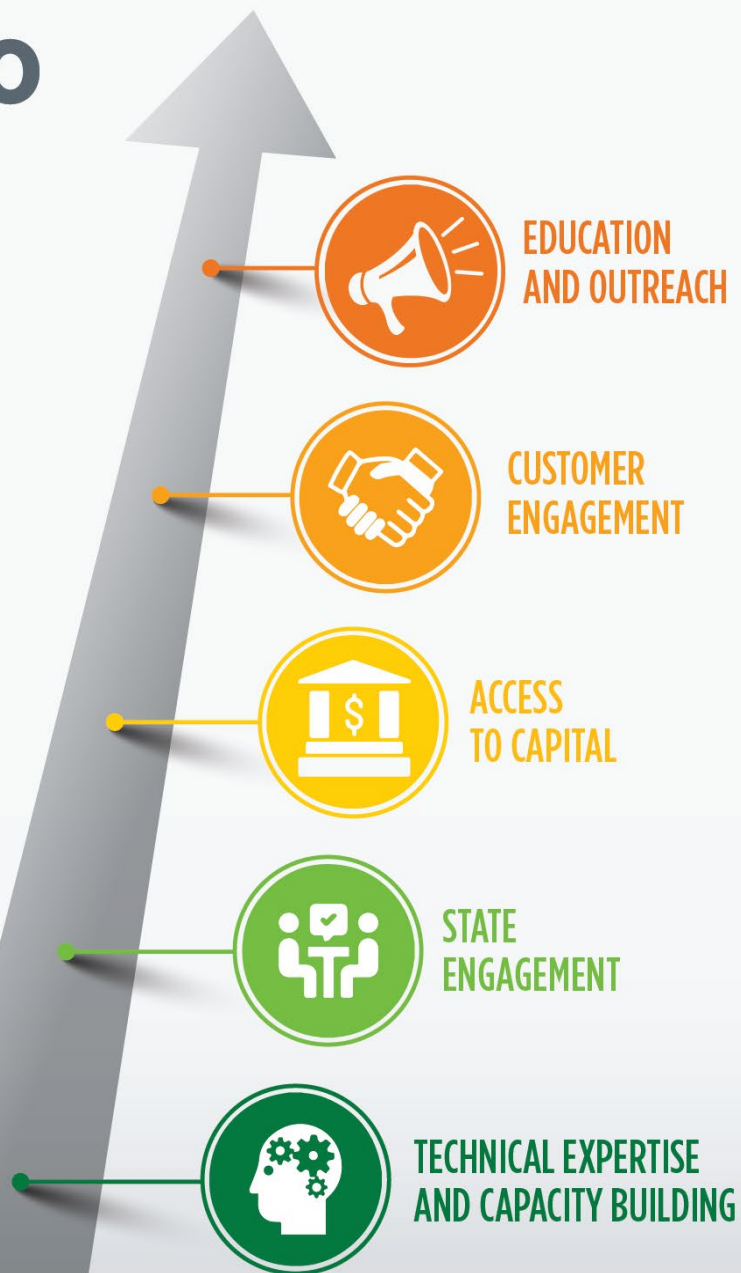 EDUCATION
AND OUTREACH
CUSTOMER
ENGAGEMENT
ACCESS
TO CAPITAL
$
STATE
ENGAGEMENT
TECHNICAL EXPERTISE
AND CAPACITY BUILDING